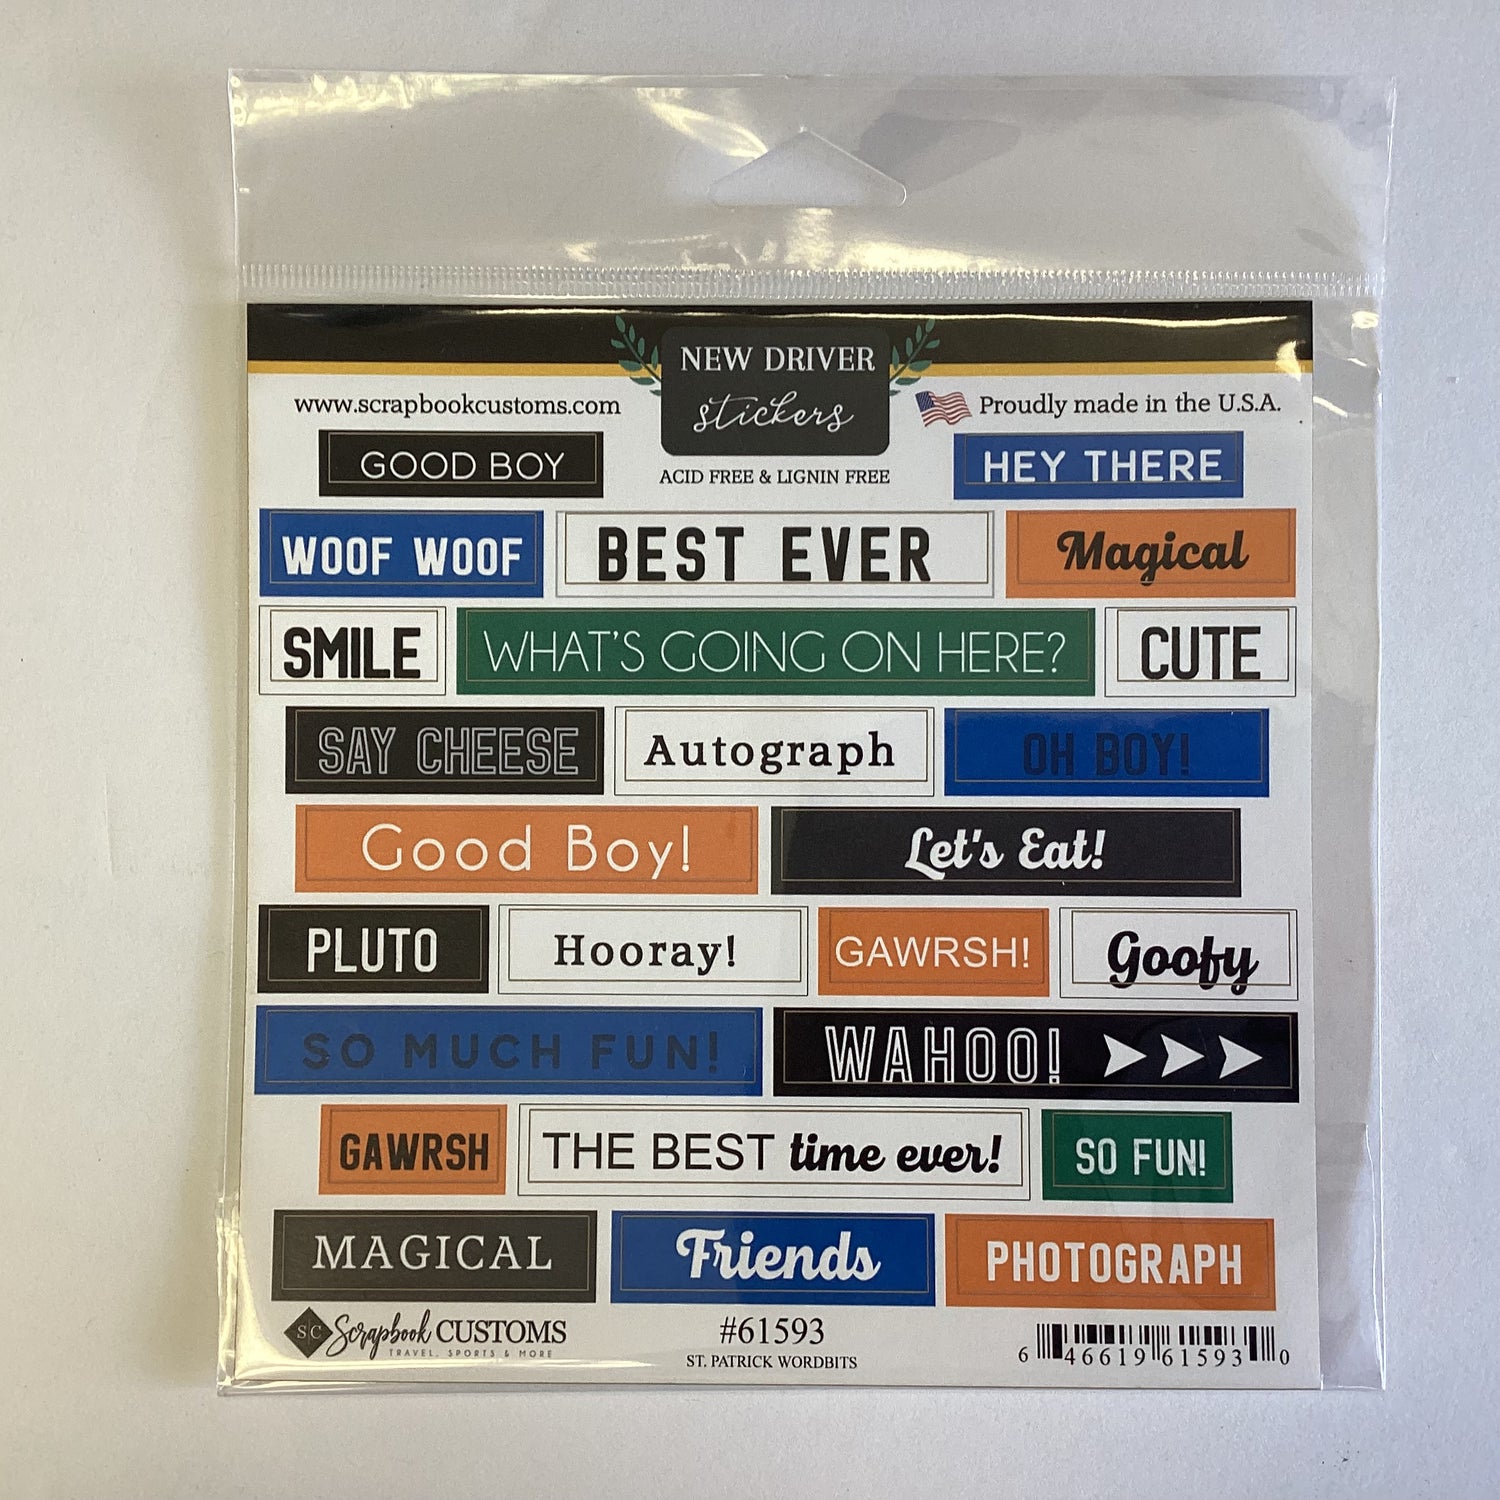 NEW DRIVER
stickers
www.scrapbookcustoms.com
Proudly made in the U.S.A.
ACID FREE & LIGNIN FREE
GOOD BOY
HEY THERE
WOOF WOOF
BEST EVER
Magical
SMILE
WHAT'S GOING ON HERE?
CUTE
SAY CHEESE
Autograph
OH BOY!
Good Boy!
Let's Eat!
PLUTO
Hooray!
GAWRSH!
Goofy
SO MUCH FUN!
WAHOO!
GAWRSH
THE BEST time ever!
SO FUN!
MAGICAL
Friends
PHOTOGRAPH
S C
Scrapbook CUSTOMS
TRAVEL, SPORTS & MORE
#61593
ST. PATRICK WORDBITS
6 46619 61593 0